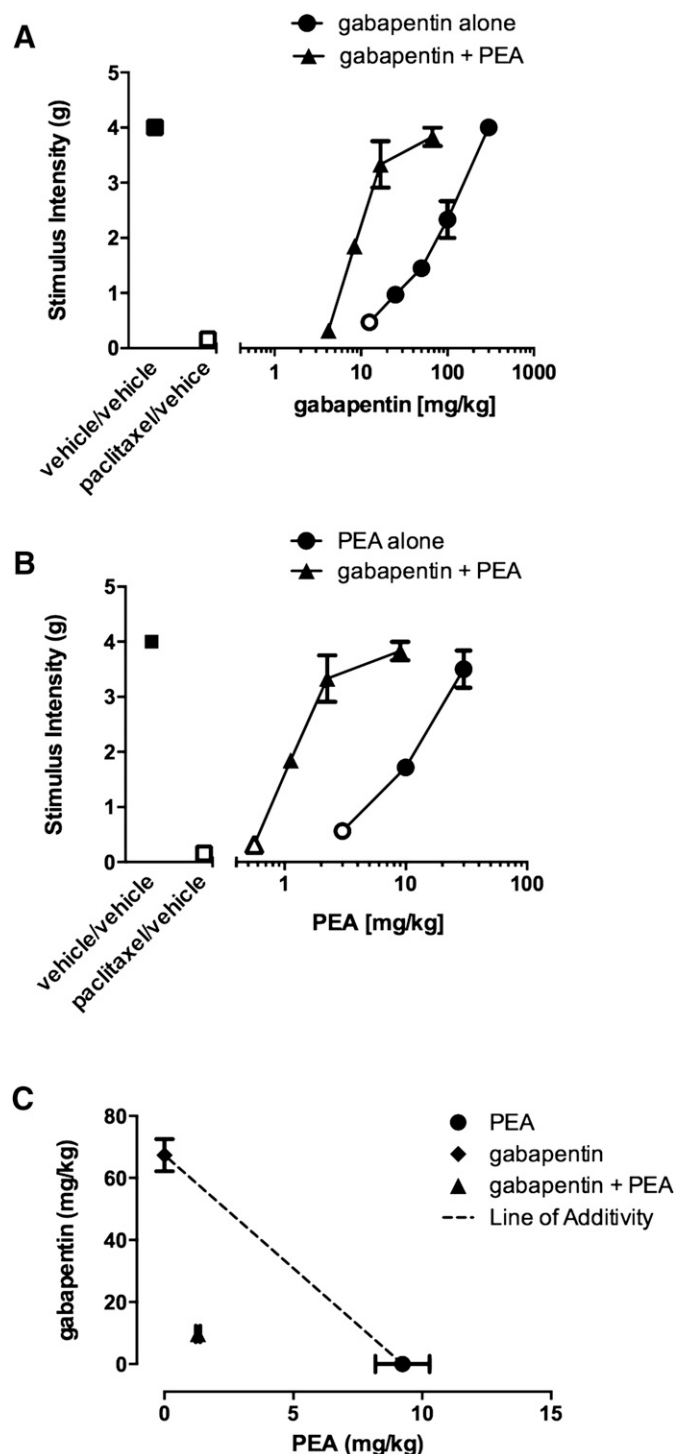 A
gabapentin alone
gabapentin + PEA
Stimulus Intensity (g)
5
4
3
2
1
0
vehicle/vehicle
paclitaxel/vehice
1
10
100
1000
gabapentin [mg/kg]
B
PEA alone
gabapentin + PEA
Stimulus Intensity (g)
5
4
3
2
1
0
vehicle/vehicle
paclitaxel/vehicle
1
10
100
PEA [mg/kg]
C
PEA
gabapentin
gabapentin + PEA
Line of Additivity
gabapentin (mg/kg)
80
60
40
20
0
0
5
10
15
PEA (mg/kg)